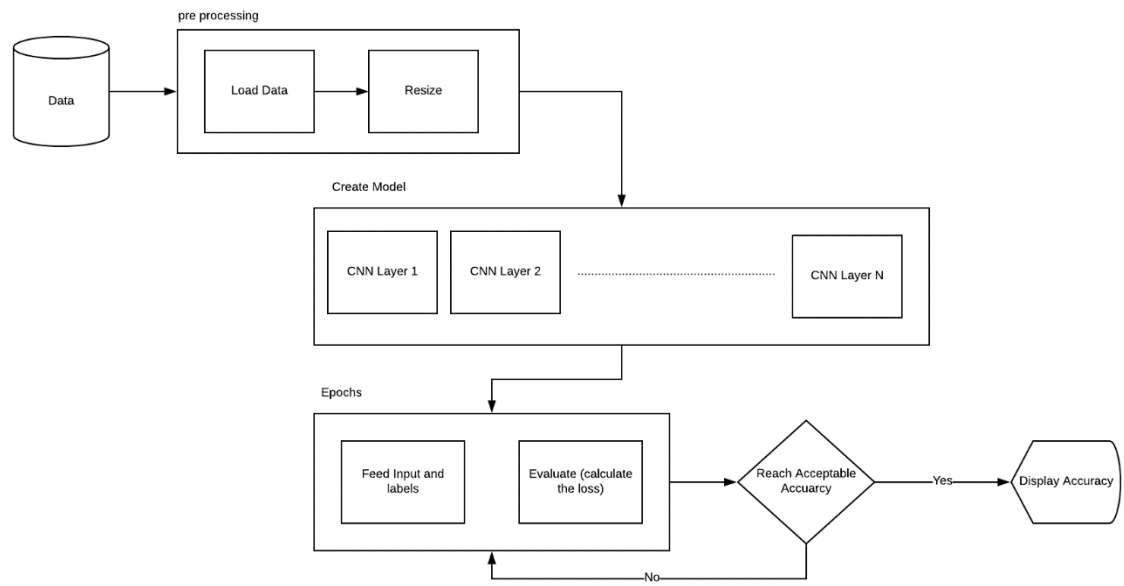 pre processing
Data
Load Data
Resize
Create Model
CNN Layer 1
CNN Layer 2
CNN Layer N
Epochs
Feed Input and
labels
Evaluate (calculate
the loss)
Reach Acceptable
Accuarcy
Yes
Display Accuracy
No